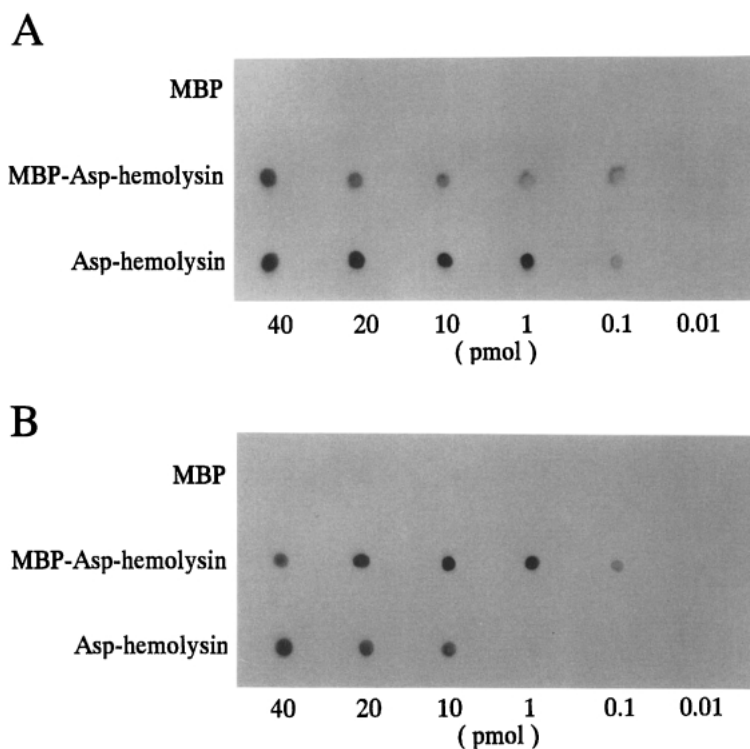 A
MBP
MBP-Asp-hemolysin
Asp-hemolysin
40 20 10 1 0.1 0.01
( pmol )
B
MBP
MBP-Asp-hemolysin
Asp-hemolysin
40 20 10 1 0.1 0.01
(pmol)